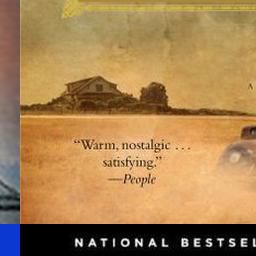 “Warm, nostalgic . . .
satisfying.”
—People
NATIONAL BESTSEL